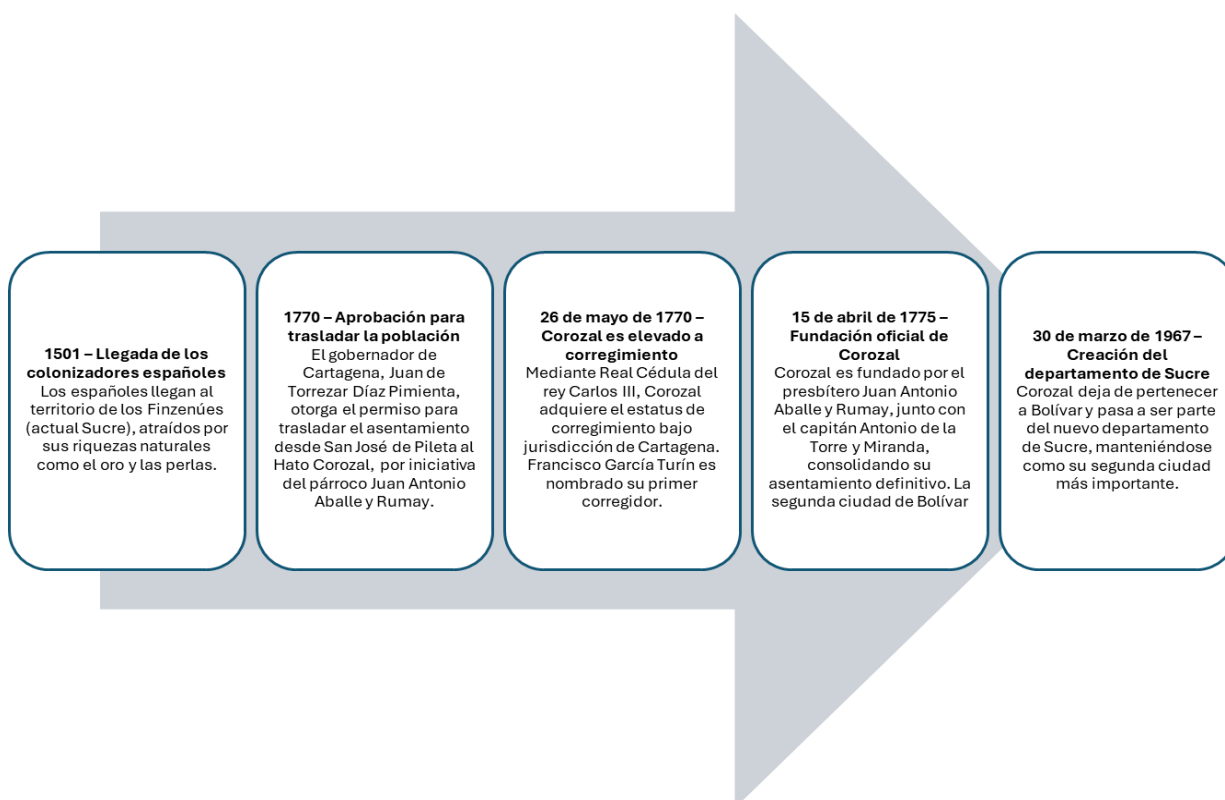 1501 – Llegada de los
colonizadores españoles
Los españoles llegan al
territorio de los Finzenúes
(actual Sucre), atraídos por
sus riquezas naturales
como el oro y las perlas.
1770 – Aprobación para
trasladar la población
El gobernador de
Cartagena, Juan de
Torrezar Díaz Pimienta,
otorga el permiso para
trasladar el asentamiento
desde San José de Pileta al
Hato Corozal, por iniciativa
del párroco Juan Antonio
Aballe y Rumay.
26 de mayo de 1770 –
Corozal es elevado a
corregimiento
Mediante Real Cédula del
rey Carlos III, Corozal
adquiere el estatus de
corregimiento bajo
jurisdicción de Cartagena.
Francisco García Turín es
nombrado su primer
corregidor.
15 de abril de 1775 –
Fundación oficial de
Corozal
Corozal es fundado por el
presbítero Juan Antonio
Aballe y Rumay, junto con
el capitán Antonio de la
Torre y Miranda,
consolidando su
asentamiento definitivo. La
segunda ciudad de Bolívar
30 de marzo de 1967 –
Creación del
departamento de Sucre
Corozal deja de pertenecer
a Bolívar y pasa a ser parte
del nuevo departamento
de Sucre, manteniéndose
como su segunda ciudad
más importante.